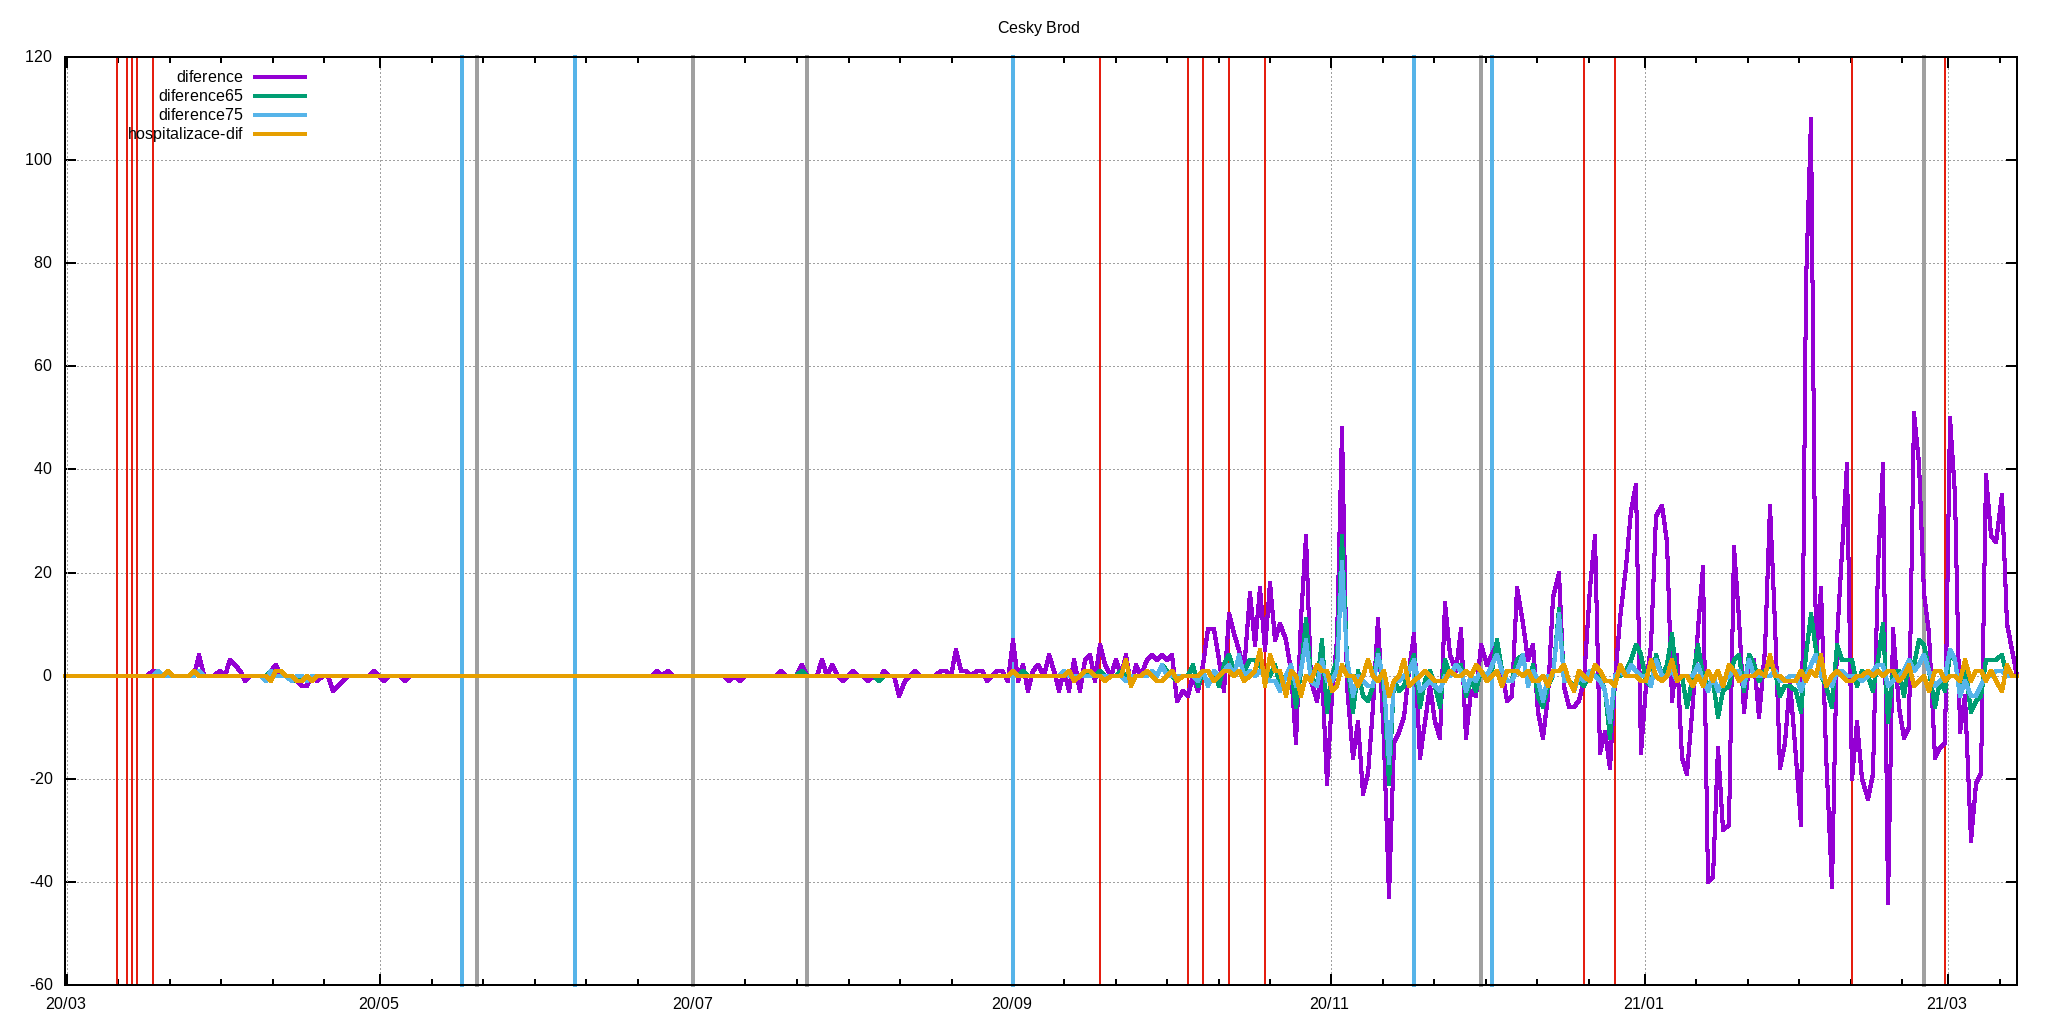 Cesky Brod
120
100
80
60
40
20
0
-20
-40
-60
diference
diference65
diference75
hospitalizace-dif
20/03 20/05 20/07 20/09 20/11 21/01 21/03